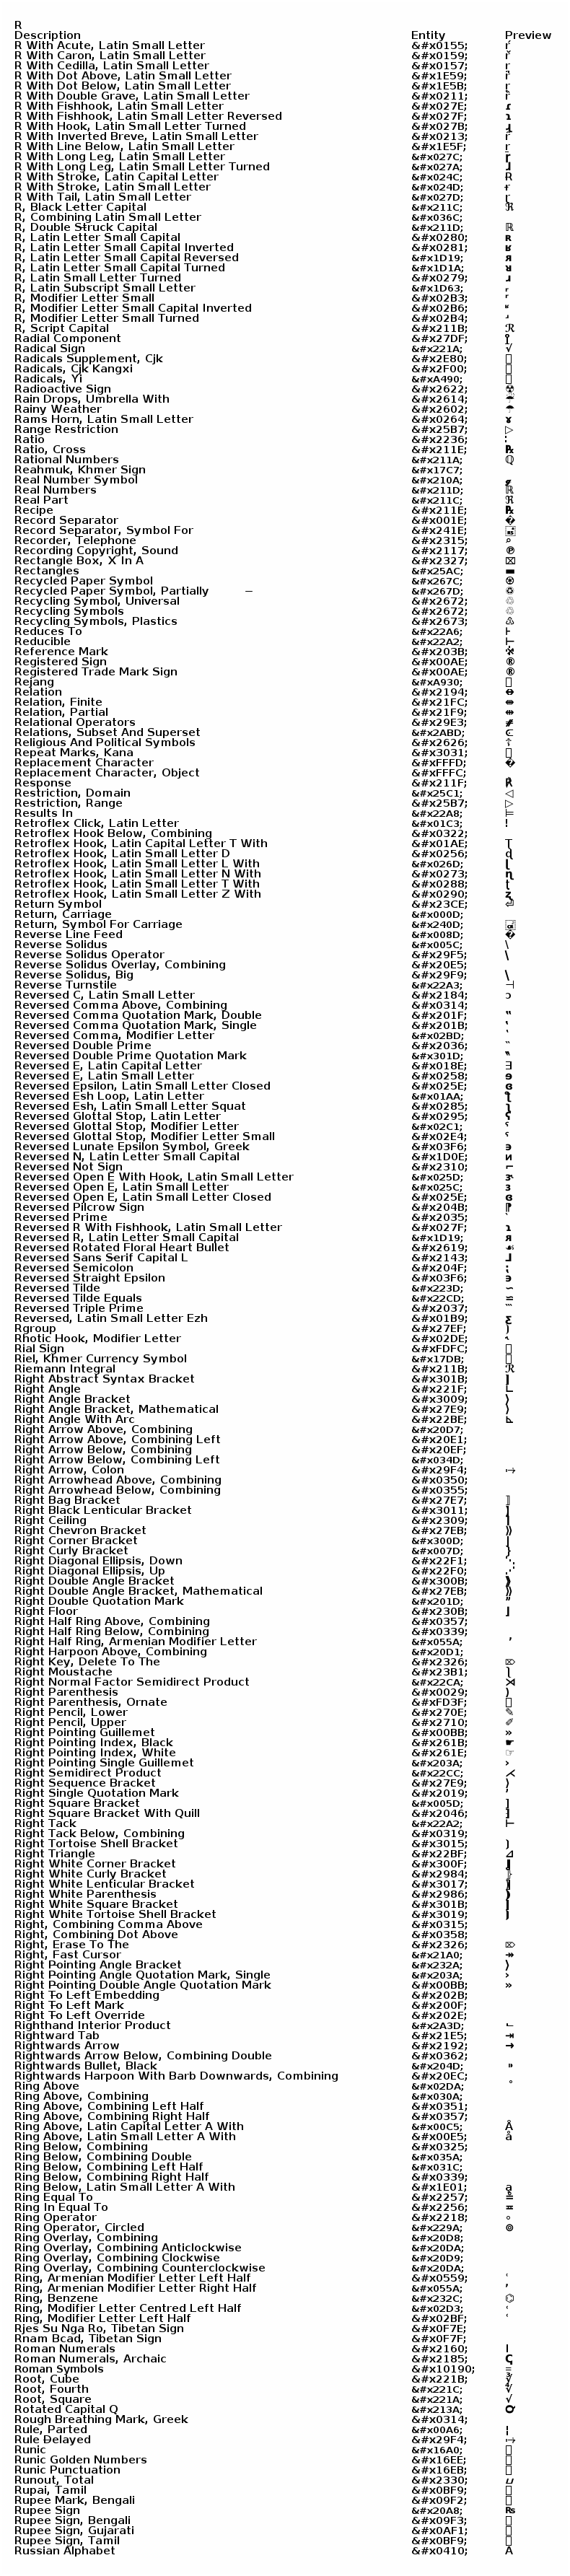 R
Description Entity Preview
R With Acute, Latin Small Letter &#x0155; ŕ
R With Caron, Latin Small Letter &#x0159; ř
R With Cedilla, Latin Small Letter &#x0157; ŗ
R With Dot Above, Latin Small Letter &#x1E59; ṙ
R With Dot Below, Latin Small Letter &#x1E5B; ṛ
R With Double Grave, Latin Small Letter &#x0211; ȑ
R With Fishhook, Latin Small Letter &#x027E; ɾ
R With Fishhook, Latin Small Letter Reversed &#x027F; ɿ
R With Hook, Latin Small Letter Turned &#x027B; ɻ
R With Inverted Breve, Latin Small Letter &#x0213; ȓ
R With Line Below, Latin Small Letter &#x1E5F; ṟ
R With Long Leg, Latin Small Letter &#x027C; ɼ
R With Long Leg, Latin Small Letter Turned &#x027A; ɺ
R With Stroke, Latin Capital Letter &#x024C; Ɍ
R With Stroke, Latin Small Letter &#x024D; ɍ
R With Tail, Latin Small Letter &#x027D; ɽ
R, Black Letter Capital &#x211C; ℜ
R, Combining Latin Small Letter &#x036C;
R, Double Struck Capital &#x211D; ℝ
R, Latin Letter Small Capital &#x0280; ʀ
R, Latin Letter Small Capital Inverted &#x0281; ʁ
R, Latin Letter Small Capital Reversed &#x1D19; ᴙ
R, Latin Letter Small Capital Turned &#x1D1A; ᴚ
R, Latin Small Letter Turned &#x0279; ɹ
R, Latin Subscript Small Letter &#x1D63; ᵣ
R, Modifier Letter Small &#x02B3; ʳ
R, Modifier Letter Small Capital Inverted &#x02B6; ʶ
R, Modifier Letter Small Turned &#x02B4; ʴ
R, Script Capital &#x211B; ℛ
Radial Component &#x27DF; ⟟
Radical Sign &#x221A; √
Radicals Supplement, Cjk &#x2E80;
Radicals, Cjk Kangxi &#x2F00;
Radicals, Yi &#xA490;
Radioactive Sign &#x2622; ☢
Rain Drops, Umbrella With &#x2614; ☔
Rainy Weather &#x2602; ☂
Rams Horn, Latin Small Letter &#x0264; ɤ
Range Restriction &#x25B7; ▷
Ratio &#x2236; ∶
Ratio, Cross &#x211E; ℞
Rational Numbers &#x211A; ℚ
Reahmuk, Khmer Sign &#x17C7;
Real Number Symbol &#x210A; ℊ
Real Numbers &#x211D; ℝ
Real Part &#x211C; ℜ
Recipe &#x211E; ℞
Record Separator &#x001E; �
Record Separator, Symbol For &#x241E; ␞
Recorder, Telephone &#x2315; ⌕
Recording Copyright, Sound &#x2117; ℗
Rectangle Box, X In A &#x2327; ⌧
Rectangles &#x25AC; ▬
Recycled Paper Symbol &#x267C; ♼
Recycled Paper Symbol, Partially – &#x267D; ♽
Recycling Symbol, Universal &#x2672; ♲
Recycling Symbols &#x2672; ♲
Recycling Symbols, Plastics &#x2673; ♳
Reduces To &#x22A6; ⊦
Reducible &#x22A2; ⊢
Reference Mark &#x203B; ※
Registered Sign &#x00AE; ®
Registered Trade Mark Sign &#x00AE; ®
Rejang &#xA930;
Relation &#x2194; ↔
Relation, Finite &#x21FC; ⇼
Relation, Partial &#x21F9; ⇹
Relational Operators &#x29E3; ⧣
Relations, Subset And Superset &#x2ABD; ⪽
Religious And Political Symbols &#x2626; ☦
Repeat Marks, Kana &#x3031;
Replacement Character &#xFFFD; �
Replacement Character, Object &#xFFFC;
Response &#x211F; ℟
Restriction, Domain &#x25C1; ◁
Restriction, Range &#x25B7; ▷
Results In &#x22A8; ⊨
Retroflex Click, Latin Letter &#x01C3; ǃ
Retroflex Hook Below, Combining &#x0322;
Retroflex Hook, Latin Capital Letter T With &#x01AE; Ʈ
Retroflex Hook, Latin Small Letter D &#x0256; ɖ
Retroflex Hook, Latin Small Letter L With &#x026D; ɭ
Retroflex Hook, Latin Small Letter N With &#x0273; ɳ
Retroflex Hook, Latin Small Letter T With &#x0288; ʈ
Retroflex Hook, Latin Small Letter Z With &#x0290; ʐ
Return Symbol &#x23CE; ⏎
Return, Carriage &#x000D;
Return, Symbol For Carriage &#x240D; ␍
Reverse Line Feed &#x008D; �
Reverse Solidus &#x005C; \
Reverse Solidus Operator &#x29F5; ⧵
Reverse Solidus Overlay, Combining &#x20E5;
Reverse Solidus, Big &#x29F9; ⧹
Reverse Turnstile &#x22A3; ⊣
Reversed C, Latin Small Letter &#x2184; ↄ
Reversed Comma Above, Combining &#x0314;
Reversed Comma Quotation Mark, Double &#x201F; ‟
Reversed Comma Quotation Mark, Single &#x201B; ‛
Reversed Comma, Modifier Letter &#x02BD; ʽ
Reversed Double Prime &#x2036; ‶
Reversed Double Prime Quotation Mark &#x301D; 〝
Reversed E, Latin Capital Letter &#x018E; Ǝ
Reversed E, Latin Small Letter &#x0258; ɘ
Reversed Epsilon, Latin Small Letter Closed &#x025E; ɞ
Reversed Esh Loop, Latin Letter &#x01AA; ƪ
Reversed Esh, Latin Small Letter Squat &#x0285; ʅ
Reversed Glottal Stop, Latin Letter &#x0295; ʕ
Reversed Glottal Stop, Modifier Letter &#x02C1; ˁ
Reversed Glottal Stop, Modifier Letter Small &#x02E4; ˤ
Reversed Lunate Epsilon Symbol, Greek &#x03F6; ϶
Reversed N, Latin Letter Small Capital &#x1D0E; ᴎ
Reversed Not Sign &#x2310; ⌐
Reversed Open E With Hook, Latin Small Letter &#x025D; ɝ
Reversed Open E, Latin Small Letter &#x025C; ɜ
Reversed Open E, Latin Small Letter Closed &#x025E; ɞ
Reversed Pilcrow Sign &#x204B; ⁋
Reversed Prime &#x2035; ‵
Reversed R With Fishhook, Latin Small Letter &#x027F; ɿ
Reversed R, Latin Letter Small Capital &#x1D19; ᴙ
Reversed Rotated Floral Heart Bullet &#x2619; ☙
Reversed Sans Serif Capital L &#x2143; ⅃
Reversed Semicolon &#x204F; ⁏
Reversed Straight Epsilon &#x03F6; ϶
Reversed Tilde &#x223D; ∽
Reversed Tilde Equals &#x22CD; ⋍
Reversed Triple Prime &#x2037; ‷
Reversed, Latin Small Letter Ezh &#x01B9; ƹ
Rgroup &#x27EF; ⟯
Rhotic Hook, Modifier Letter &#x02DE; ˞
Rial Sign &#xFDFC;
Riel, Khmer Currency Symbol &#x17DB;
Riemann Integral &#x211B; ℛ
Right Abstract Syntax Bracket &#x301B; 〛
Right Angle &#x221F; ∟
Right Angle Bracket &#x3009; 〉
Right Angle Bracket, Mathematical &#x27E9; ⟩
Right Angle With Arc &#x22BE; ⊾
Right Arrow Above, Combining &#x20D7;
Right Arrow Above, Combining Left &#x20E1;
Right Arrow Below, Combining &#x20EF;
Right Arrow Below, Combining Left &#x034D;
Right Arrow, Colon &#x29F4; ⧴
Right Arrowhead Above, Combining &#x0350;
Right Arrowhead Below, Combining &#x0355;
Right Bag Bracket &#x27E7; ⟧
Right Black Lenticular Bracket &#x3011; 】
Right Ceiling &#x2309; ⌉
Right Chevron Bracket &#x27EB; ⟫
Right Corner Bracket &#x300D; 」
Right Curly Bracket &#x007D; }
Right Diagonal Ellipsis, Down &#x22F1; ⋱
Right Diagonal Ellipsis, Up &#x22F0; ⋰
Right Double Angle Bracket &#x300B; 》
Right Double Angle Bracket, Mathematical &#x27EB; ⟫
Right Double Quotation Mark &#x201D; ”
Right Floor &#x230B; ⌋
Right Half Ring Above, Combining &#x0357;
Right Half Ring Below, Combining &#x0339;
Right Half Ring, Armenian Modifier Letter &#x055A; ՚
Right Harpoon Above, Combining &#x20D1;
Right Key, Delete To The &#x2326; ⌦
Right Moustache &#x23B1; ⎱
Right Normal Factor Semidirect Product &#x22CA; ⋊
Right Parenthesis &#x0029; )
Right Parenthesis, Ornate &#xFD3F;
Right Pencil, Lower &#x270E; ✎
Right Pencil, Upper &#x2710; ✐
Right Pointing Guillemet &#x00BB; »
Right Pointing Index, Black &#x261B; ☛
Right Pointing Index, White &#x261E; ☞
Right Pointing Single Guillemet &#x203A; ›
Right Semidirect Product &#x22CC; ⋌
Right Sequence Bracket &#x27E9; ⟩
Right Single Quotation Mark &#x2019; ’
Right Square Bracket &#x005D; ]
Right Square Bracket With Quill &#x2046; ⁆
Right Tack &#x22A2; ⊢
Right Tack Below, Combining &#x0319;
Right Tortoise Shell Bracket &#x3015; 〕
Right Triangle &#x22BF; ⊿
Right White Corner Bracket &#x300F; 』
Right White Curly Bracket &#x2984; ⦄
Right White Lenticular Bracket &#x3017; 〗
Right White Parenthesis &#x2986; ⦆
Right White Square Bracket &#x301B; 〛
Right White Tortoise Shell Bracket &#x3019; 〙
Right, Combining Comma Above &#x0315;
Right, Combining Dot Above &#x0358;
Right, Erase To The &#x2326; ⌦
Right, Fast Cursor &#x21A0; ↠
Right Pointing Angle Bracket &#x232A; 〉
Right Pointing Angle Quotation Mark, Single &#x203A; ›
Right Pointing Double Angle Quotation Mark &#x00BB; »
Right To Left Embedding &#x202B;
Right To Left Mark &#x200F;
Right To Left Override &#x202E;
Righthand Interior Product &#x2A3D; ⨽
Rightward Tab &#x21E5; ⇥
Rightwards Arrow &#x2192; →
Rightwards Arrow Below, Combining Double &#x0362;
Rightwards Bullet, Black &#x204D; ⁍
Rightwards Harpoon With Barb Downwards, Combining &#x20EC;
Ring Above &#x02DA; ˚
Ring Above, Combining &#x030A;
Ring Above, Combining Left Half &#x0351;
Ring Above, Combining Right Half &#x0357;
Ring Above, Latin Capital Letter A With &#x00C5; Å
Ring Above, Latin Small Letter A With &#x00E5; å
Ring Below, Combining &#x0325;
Ring Below, Combining Double &#x035A;
Ring Below, Combining Left Half &#x031C;
Ring Below, Combining Right Half &#x0339;
Ring Below, Latin Small Letter A With &#x1E01; ḁ
Ring Equal To &#x2257; ≗
Ring In Equal To &#x2256; ≖
Ring Operator &#x2218; ∘
Ring Operator, Circled &#x229A; ⊚
Ring Overlay, Combining &#x20D8;
Ring Overlay, Combining Anticlockwise &#x20DA;
Ring Overlay, Combining Clockwise &#x20D9;
Ring Overlay, Combining Counterclockwise &#x20DA;
Ring, Armenian Modifier Letter Left Half &#x0559; ՙ
Ring, Armenian Modifier Letter Right Half &#x055A; ՚
Ring, Benzene &#x232C; ⌬
Ring, Modifier Letter Centred Left Half &#x02D3; ˓
Ring, Modifier Letter Left Half &#x02BF; ʿ
Rjes Su Nga Ro, Tibetan Sign &#x0F7E;
Rnam Bcad, Tibetan Sign &#x0F7F;
Roman Numerals &#x2160; Ⅰ
Roman Numerals, Archaic &#x2185; ↅ
Roman Symbols &#x10190; 𐆐
Root, Cube &#x221B; ∛
Root, Fourth &#x221C; ∜
Root, Square &#x221A; √
Rotated Capital Q &#x213A; ℺
Rough Breathing Mark, Greek &#x0314;
Rule, Parted &#x00A6; ¦
Rule Delayed &#x29F4; ⧴
Runic &#x16A0;
Runic Golden Numbers &#x16EE;
Runic Punctuation &#x16EB;
Runout, Total &#x2330; ⌰
Rupai, Tamil &#x0BF9;
Rupee Mark, Bengali &#x09F2;
Rupee Sign &#x20A8; ₨
Rupee Sign, Bengali &#x09F3;
Rupee Sign, Gujarati &#x0AF1;
Rupee Sign, Tamil &#x0BF9;
Russian Alphabet &#x0410; А